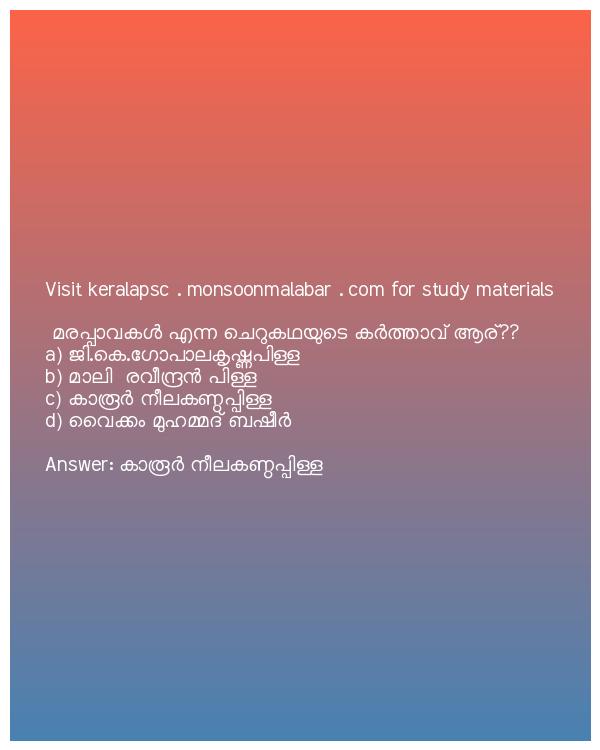 Visit keralapsc . monsoonmalabar . com for study materials
മരപ്പാവകൾ എന്ന ചെറുകഥയുടെ കർത്താവ് ആര്??
a) ജി.കെ.ഗോപാലകൃഷ്ണപിള്ള
b) മാലി രവീന്ദ്രൻ പിള്ള
c) കാരൂർ നീലകണ്ഠപ്പിള്ള
d) വൈക്കം മുഹമ്മദ് ബഷീർ
Answer: കാരൂർ നീലകണ്ഠപ്പിള്ള